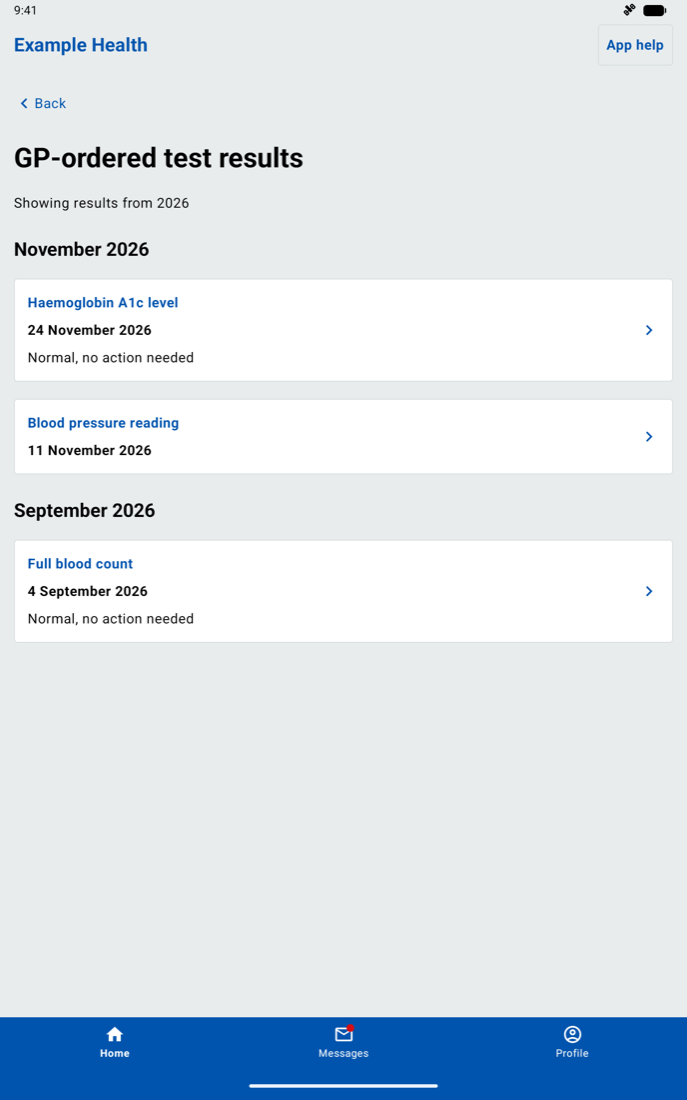 9:41
Example Health
App help
Back
GP-ordered test results
Showing results from 2026
November 2026
Haemoglobin A1c level
24 November 2026
Normal, no action needed
Blood pressure reading
11 November 2026
September 2026
Full blood count
4 September 2026
Normal, no action needed
Home
Messages
Profile